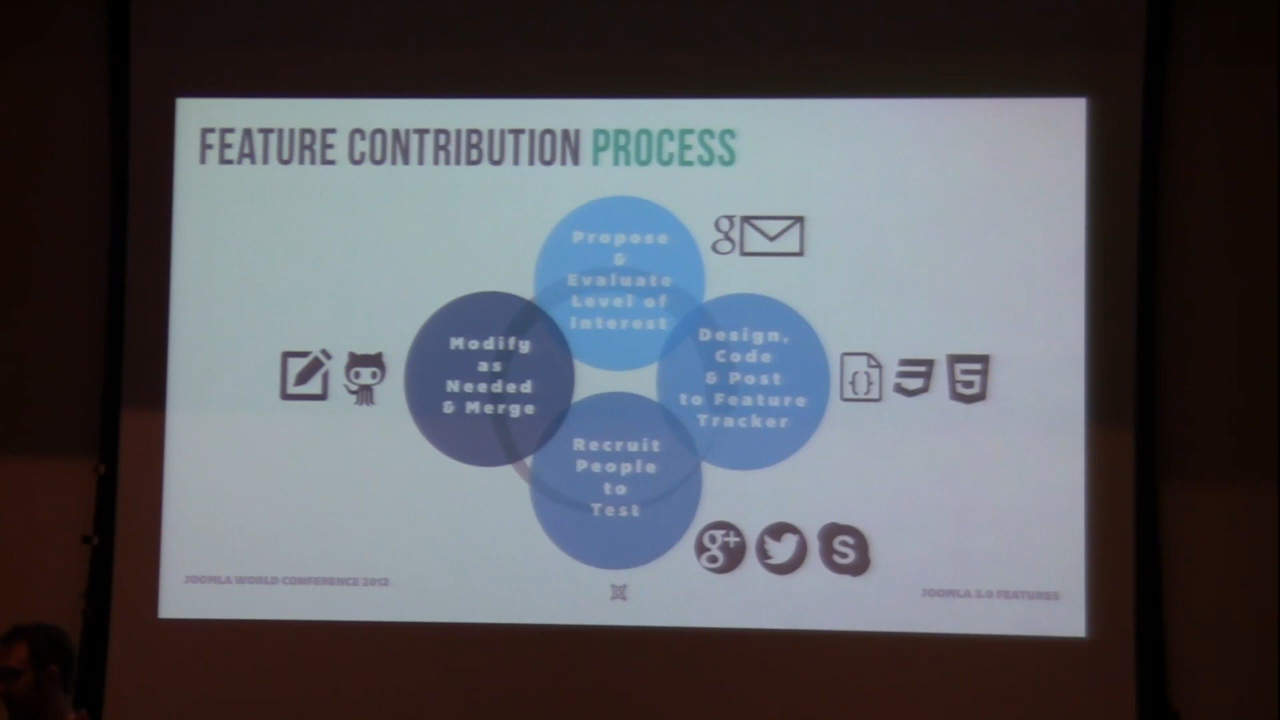 FEATURE CONTRIBUTION PROCESS
Propose
&
Evaluate
Level of
Interest
Design,
Code
& Post
to Feature
Tracker
Recruit
People
to
Test
Modify
as
Needed
& Merge
JOOMLA WORLD CONFERENCE 2012
JOOMLA 3.0 FEATURES